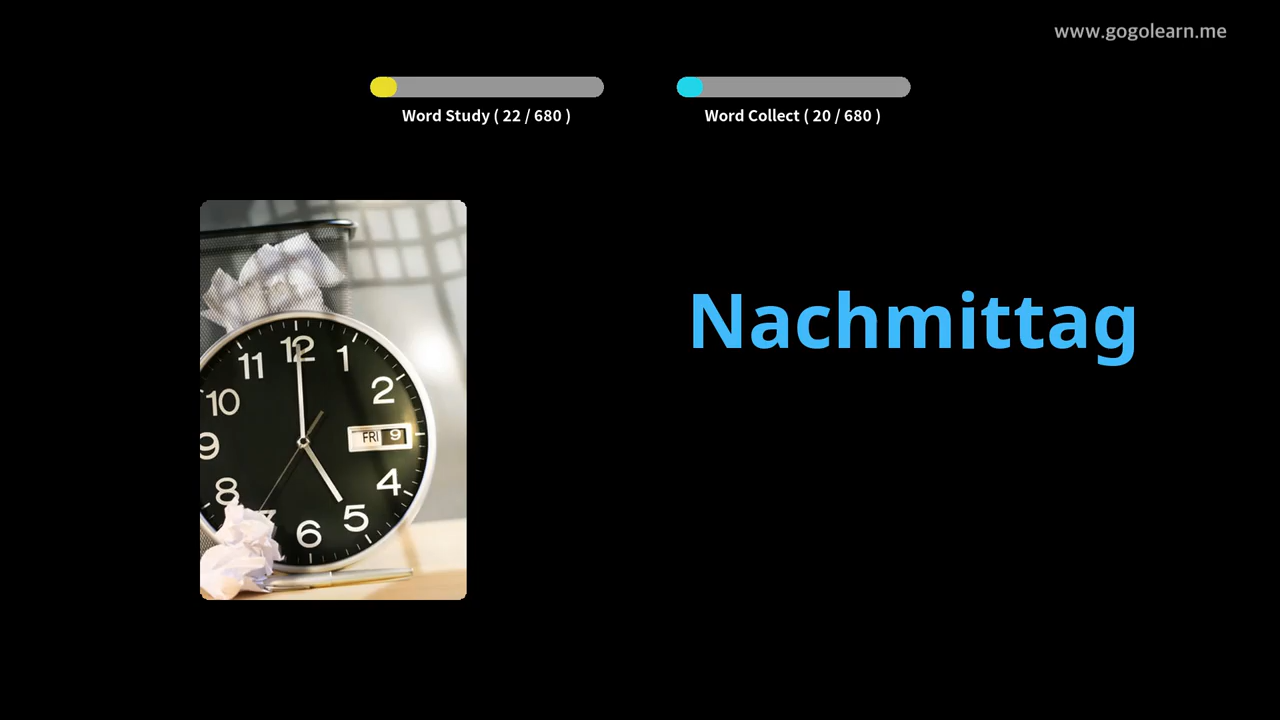 www.gogolearn.me
Word Study ( 22 / 680 )
Word Collect ( 20 / 680 )
Nachmittag
12
11
1
10
2
9
FRI 9
8
4
7
5
6